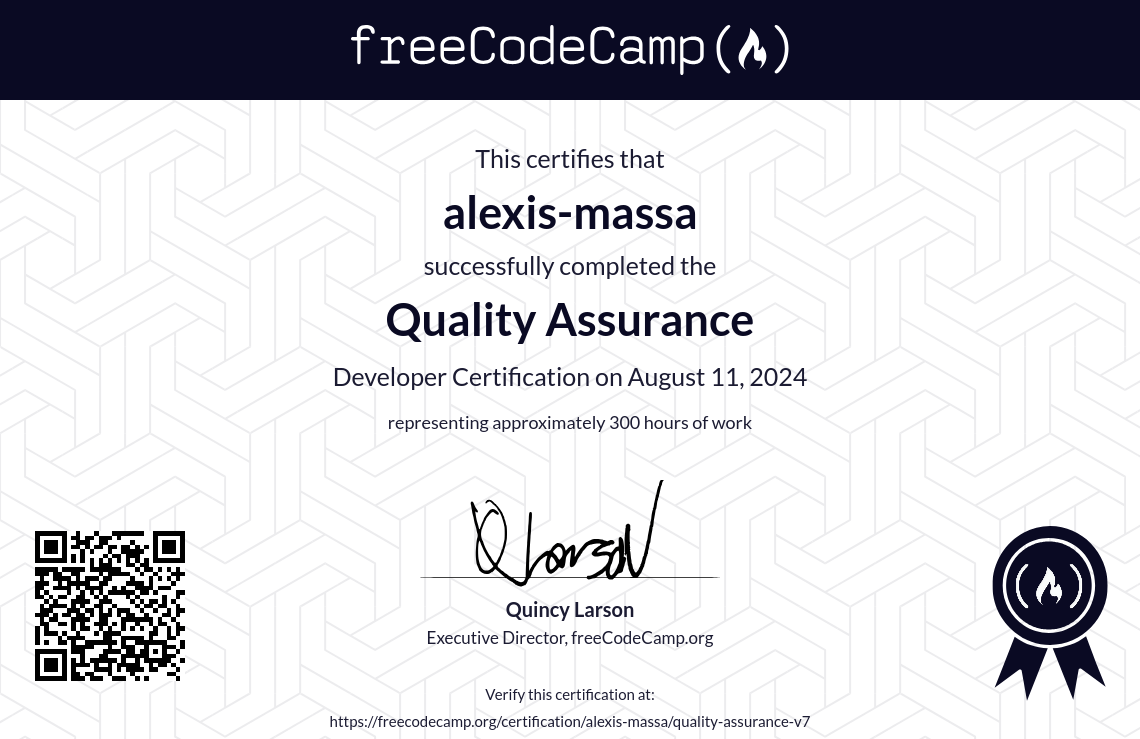 freeCodeCamp
This certifies that
alexis-massa
successfully completed the
Quality Assurance
Developer Certification on August 11, 2024
representing approximately 300 hours of work
Q Larson
Quincy Larson
Executive Director, freeCodeCamp.org
Verify this certification at:
https://freecodecamp.org/certification/alexis-massa/quality-assurance-v7